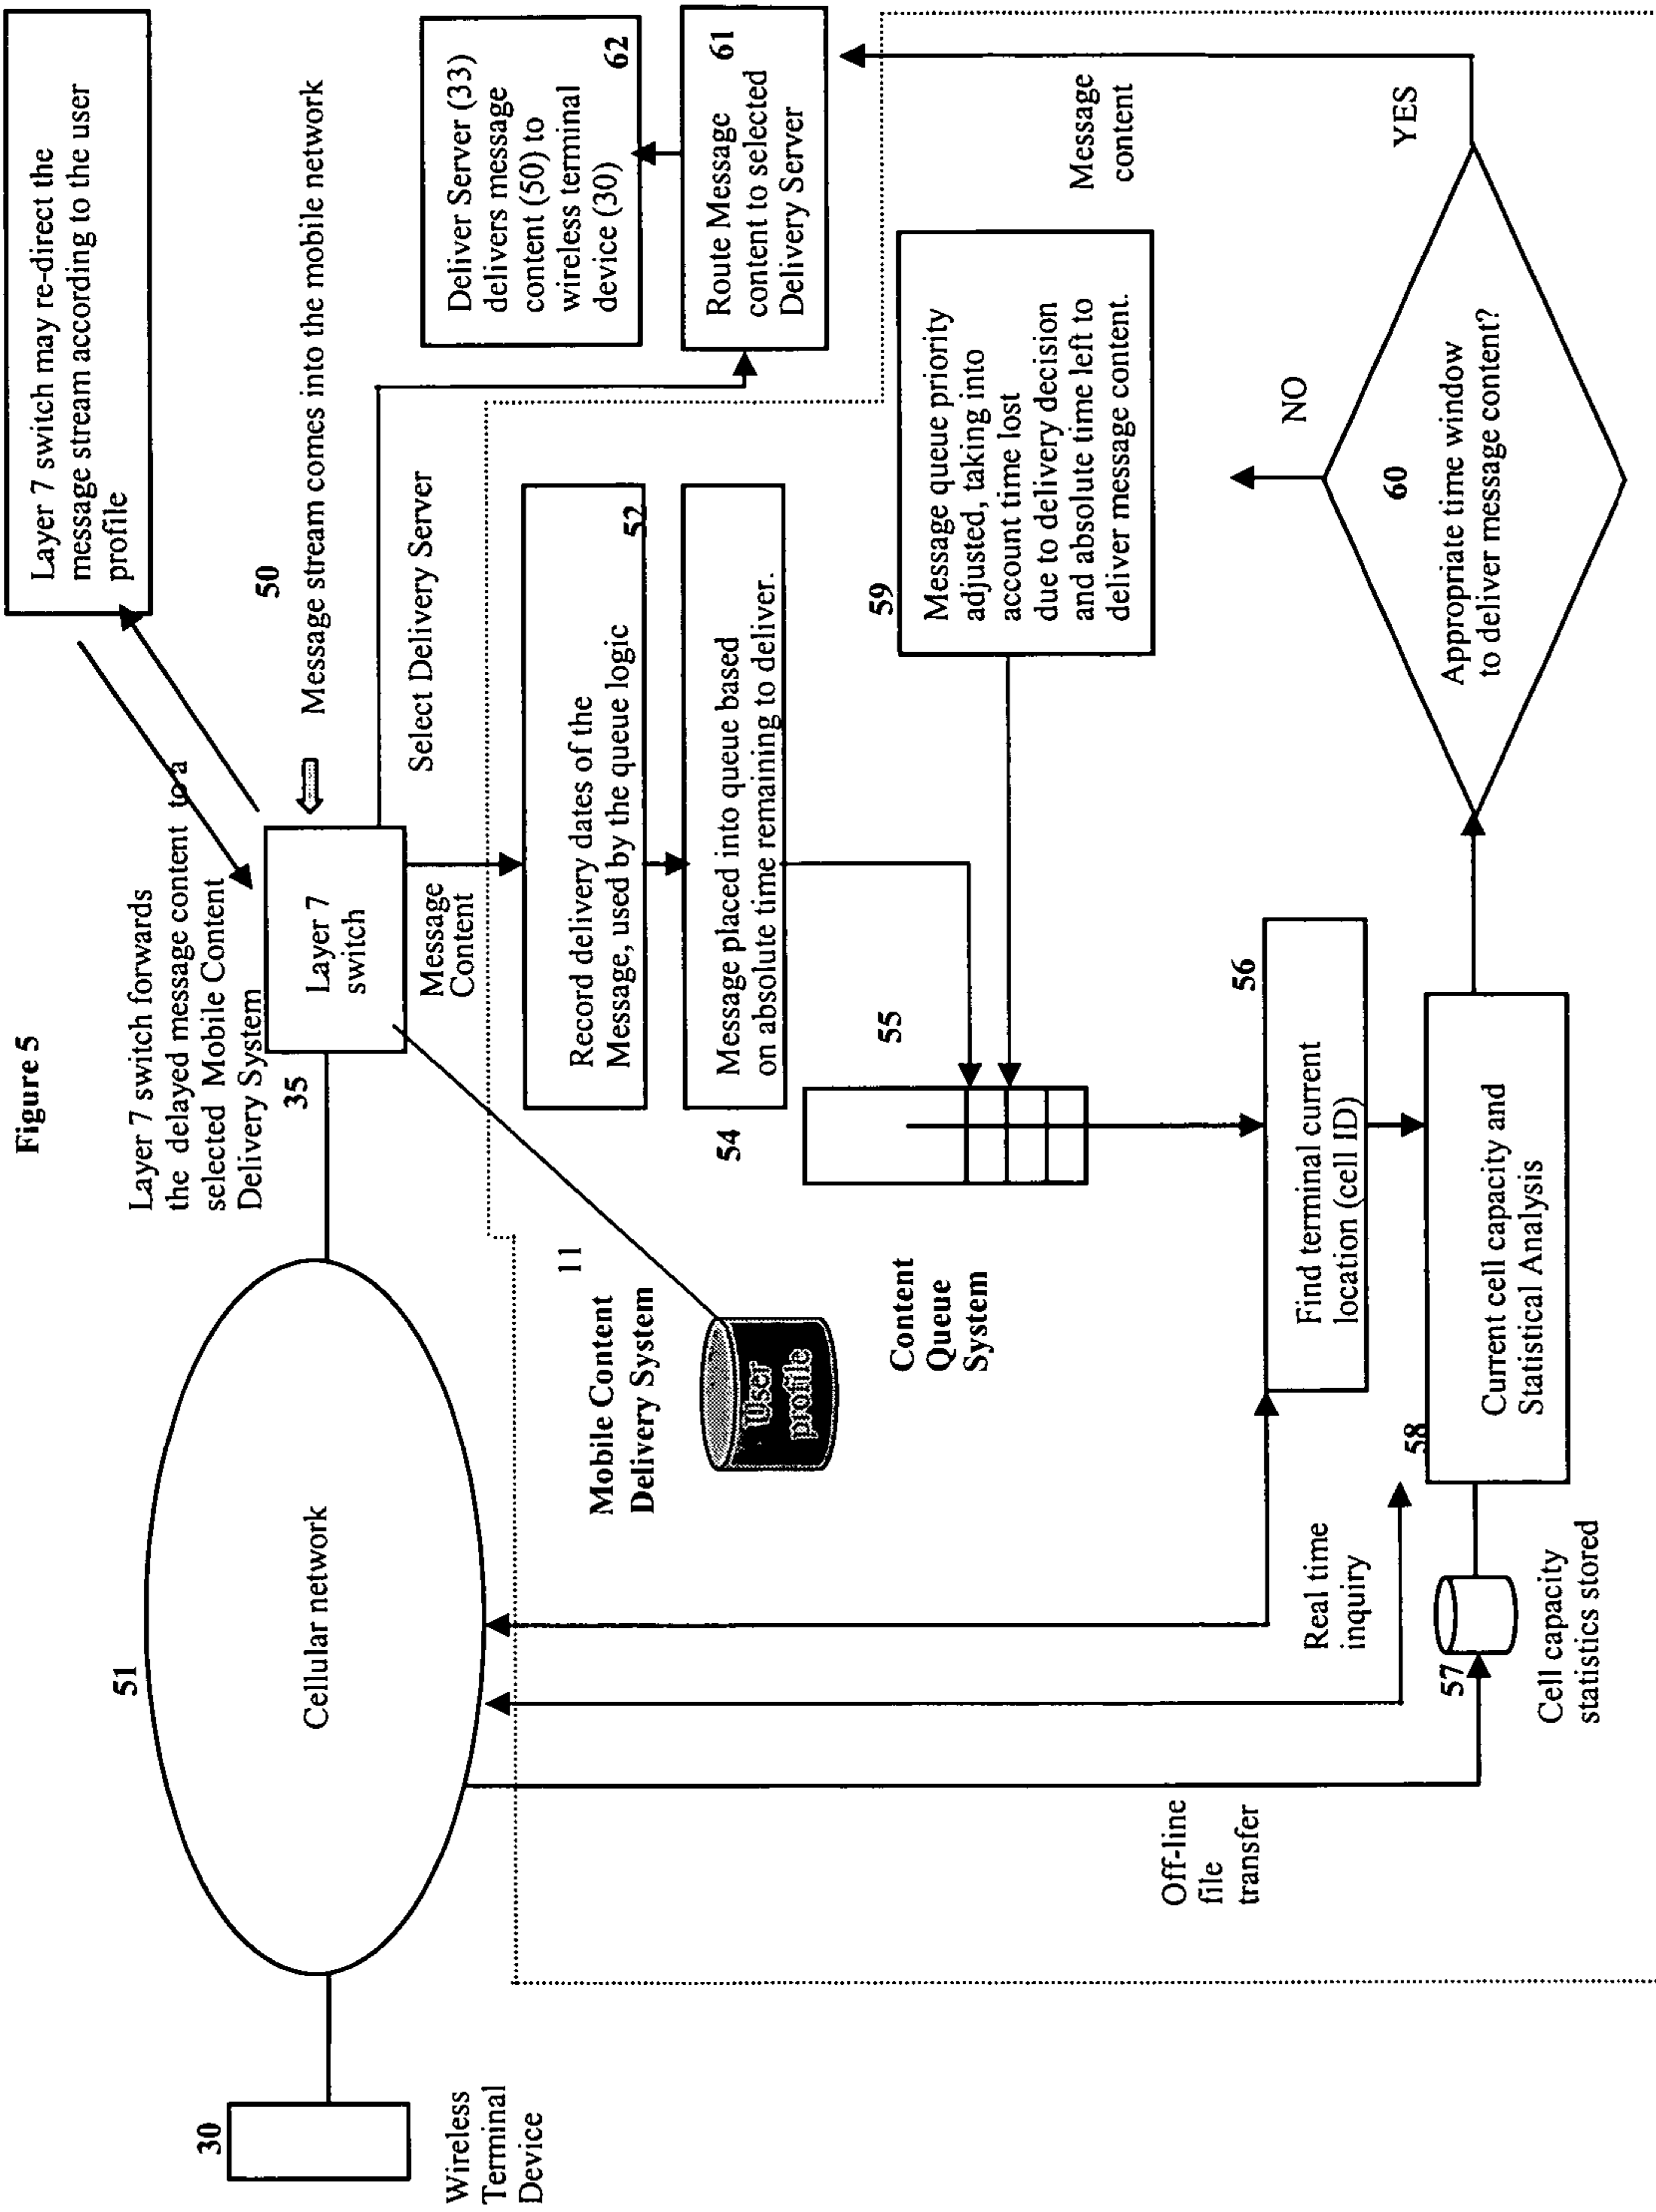 Figure 5
Layer 7 switch may re-direct the
message stream according to the user
profile
Layer 7 switch forwards
the delayed message content to a
selected Mobile Content
Delivery System
50
Message stream comes into the mobile network
51
Cellular network
30
Wireless
Terminal
Device
35
Layer 7
switch
Message
Content
Select Delivery Server
Deliver Server (33)
delivers message
content (50) to
wireless terminal
device (30)
62
Route Message
content to selected
Delivery Server
61
11
Mobile Content
Delivery System
User
profile
Record delivery dates of the
Message, used by the queue logic
52
54
Message placed into queue based
on absolute time remaining to deliver.
55
Content
Queue
System
59
Message queue priority
adjusted, taking into
account time lost
due to delivery decision
and absolute time left to
deliver message content.
Message
content
56
Find terminal current
location (cell ID)
Real time
inquiry
Off-line
file
transfer
57
Cell capacity
statistics stored
58
Current cell capacity and
Statistical Analysis
NO
60
Appropriate time window
to deliver message content?
YES